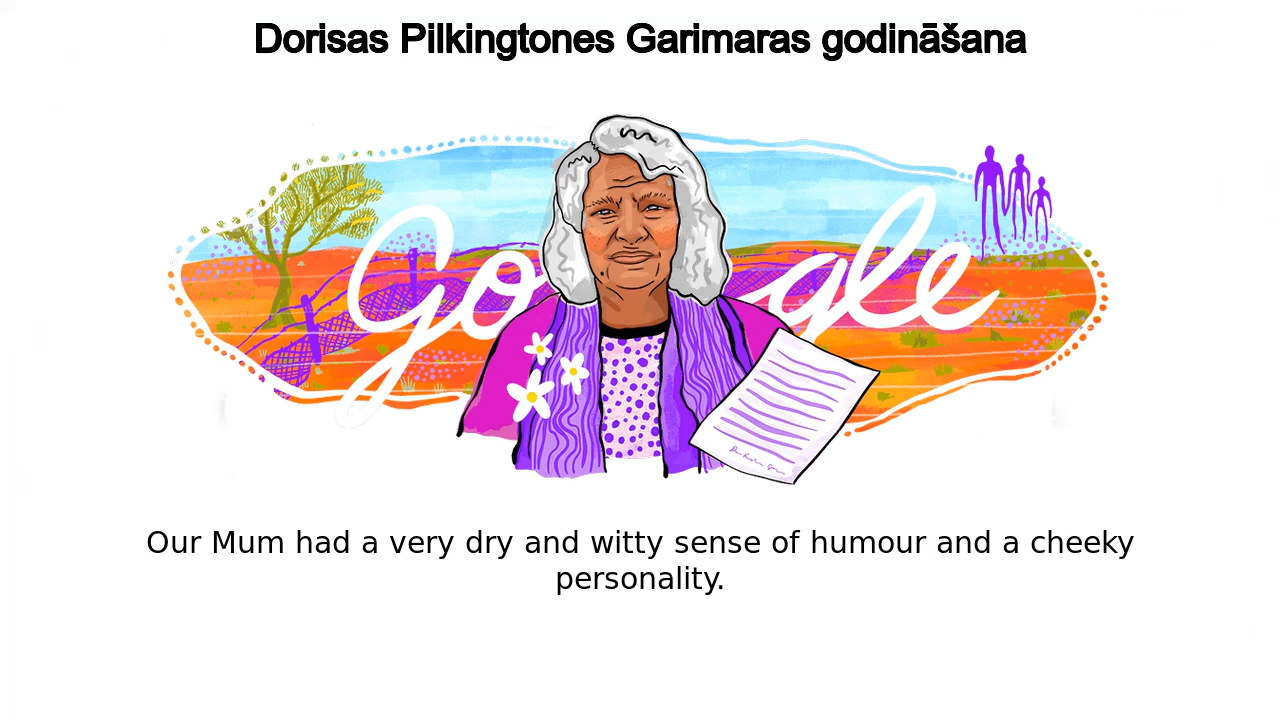 Dorisas Pilkingtones Garimaras godināšana
Google
Our Mum had a very dry and witty sense of humour and a cheeky
personality.